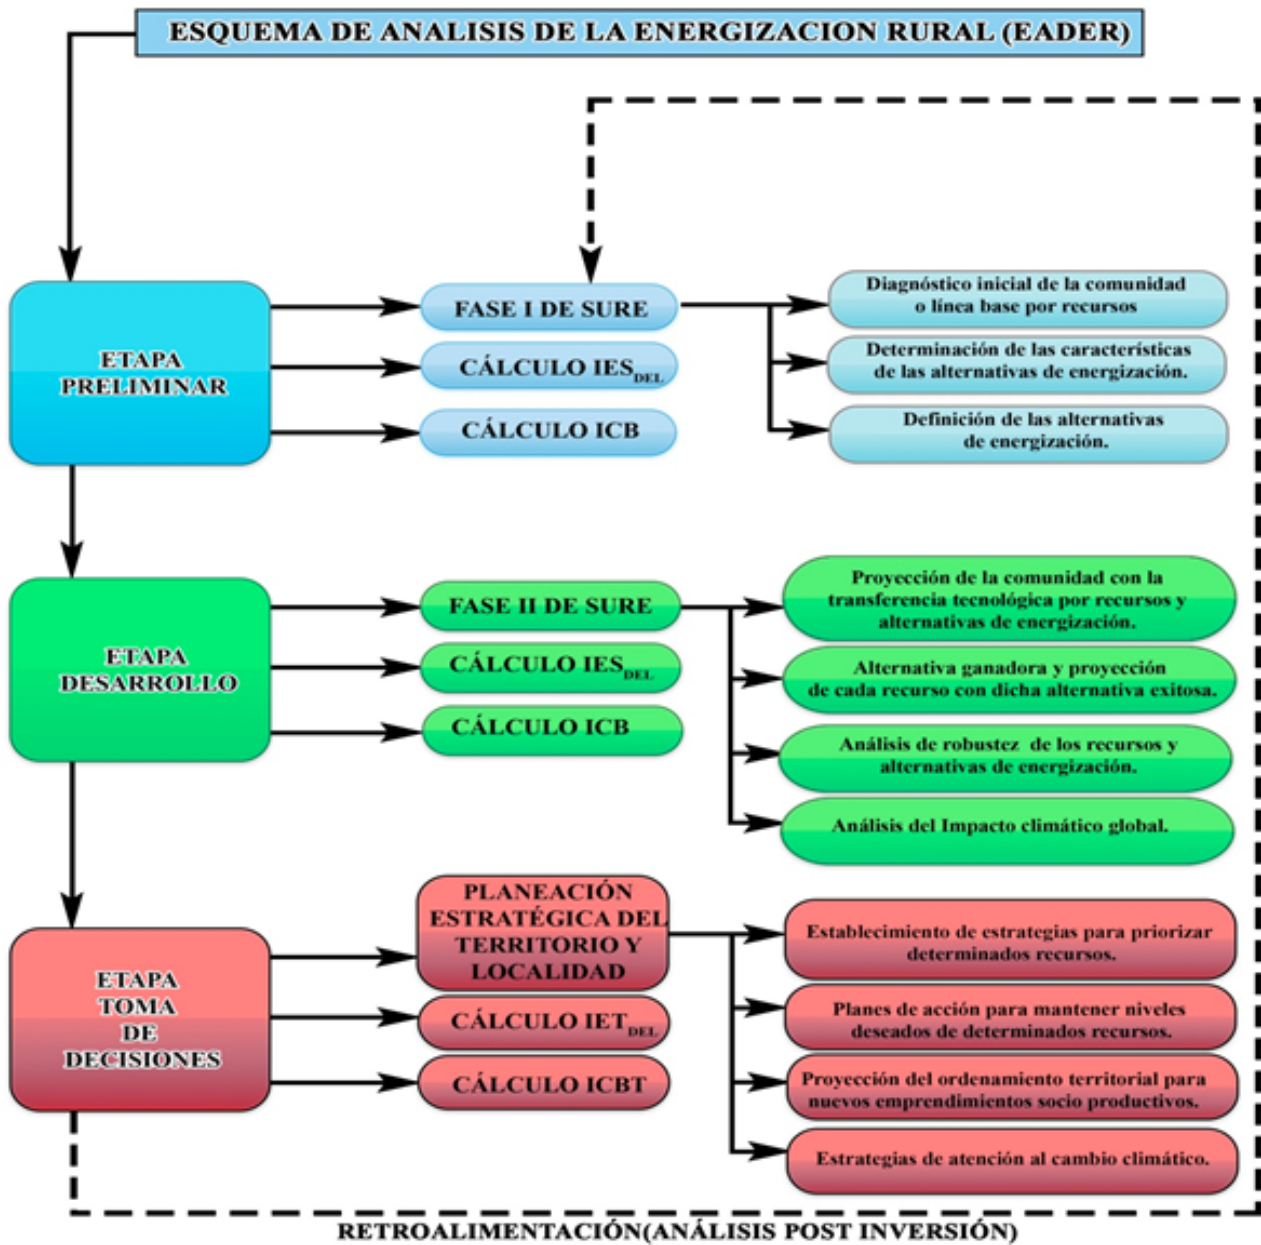 ESQUEMA DE ANALISIS DE LA ENERGIZACION RURAL (EADER)
ETAPA
PRELIMINAR
FASE I DE SURE
CÁLCULO IES DEL
CÁLCULO ICB
Diagnóstico inicial de la comunidad
o línea base por recursos
Determinación de las características
de las alternativas de energización.
Definición de las alternativas
de energización.
ETAPA
DESARROLLO
FASE II DE SURE
CÁLCULO IES DEL
CÁLCULO ICB
Proyección de la comunidad con la
transferencia tecnológica por recursos y
alternativas de energización.
Alternativa ganadora y proyección
de cada recurso con dicha alternativa exitosa.
Análisis de robustez de los recursos y
alternativas de energización.
Análisis del Impacto climático global.
ETAPA
TOMA
DE
DECISIONES
PLANEACIÓN
ESTRATÉGICA DEL
TERRITORIO Y
LOCALIDAD
CÁLCULO IET DEL
CÁLCULO ICBT
Establecimiento de estrategias para priorizar
determinados recursos.
Planes de acción para mantener niveles
deseados de determinados recursos.
Proyección del ordenamiento territorial para
nuevos emprendimientos socio productivos.
Estrategias de atención al cambio climático.
RETROALIMENTACIÓN(ANÁLISIS POST INVERSIÓN)